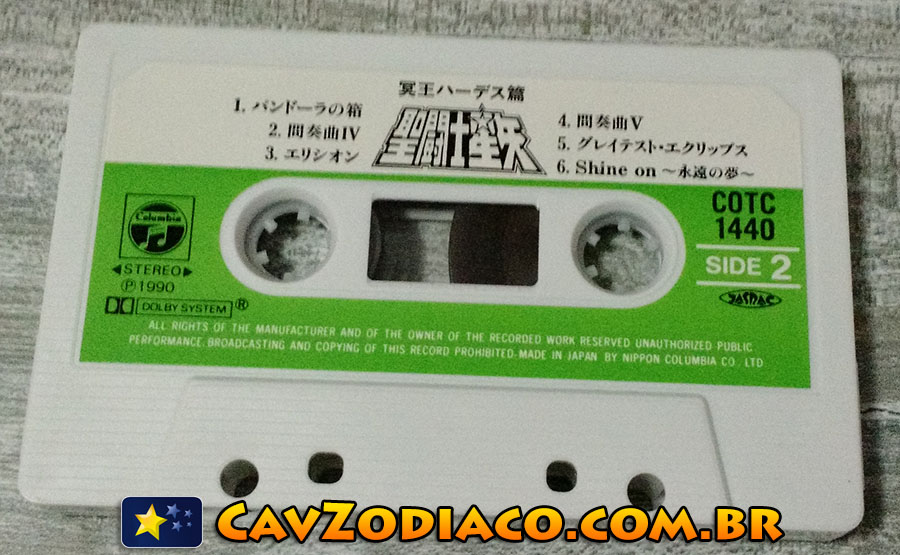 冥王ハーデス篇
1. パンドーラの箱
2. 間奏曲IV
3. エリシオン
聖闘士星矢
4. 間奏曲V
5. グレイテスト・エクリップス
6. Shine on 〜永遠の夢〜
Columbia
◀STEREO▶
Ⓟ1990
DOLBY SYSTEM®
COTC
1440
SIDE 2
JASRAC
ALL RIGHTS OF THE MANUFACTURER AND OF THE OWNER OF THE RECORDED WORK RESERVED UNAUTHORIZED PUBLIC
PERFORMANCE. BROADCASTING AND COPYING OF THIS RECORD PROHIBITED. MADE IN JAPAN BY NIPPON COLUMBIA CO., LTD
CAVZODIACO.COM.BR